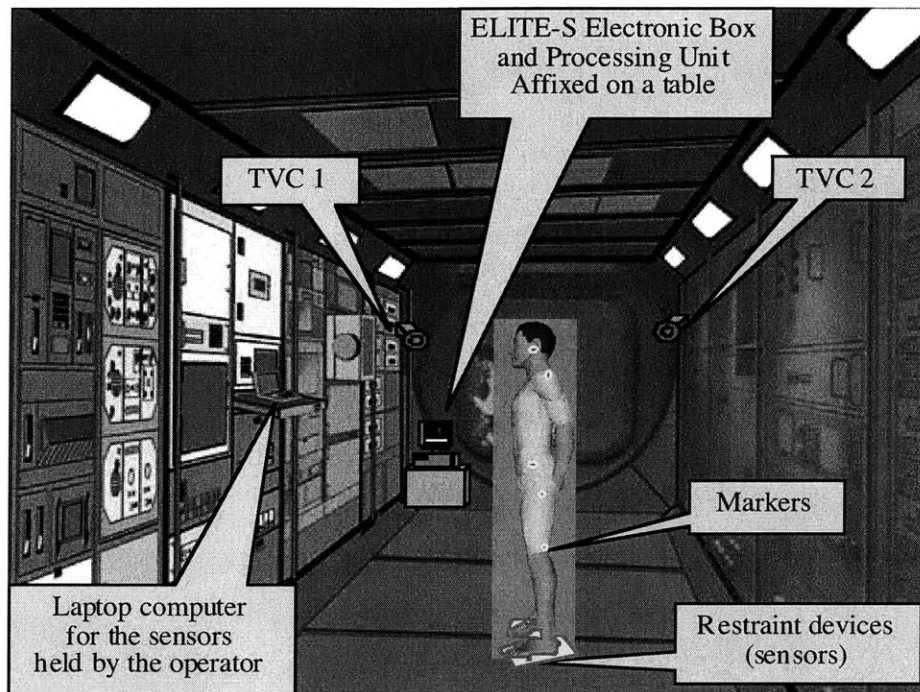 ELITE-S Electronic Box
and Processing Unit
Affixed on a table
TVC 1
TVC 2
Markers
Laptop computer
for the sensors
held by the operator
Restraint devices
(sensors)